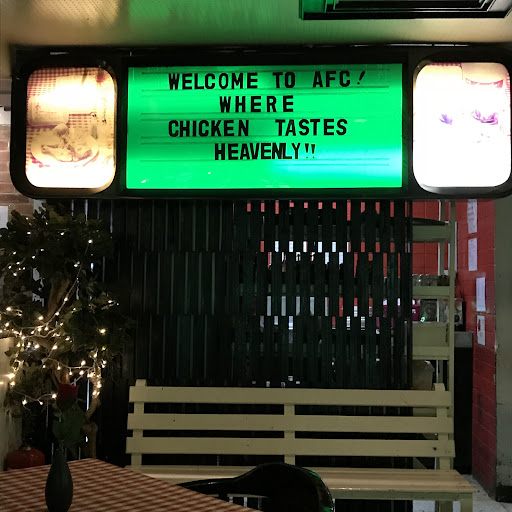 WELCOME TO AFC!
WHERE
CHICKEN TASTES
HEAVENLY!!